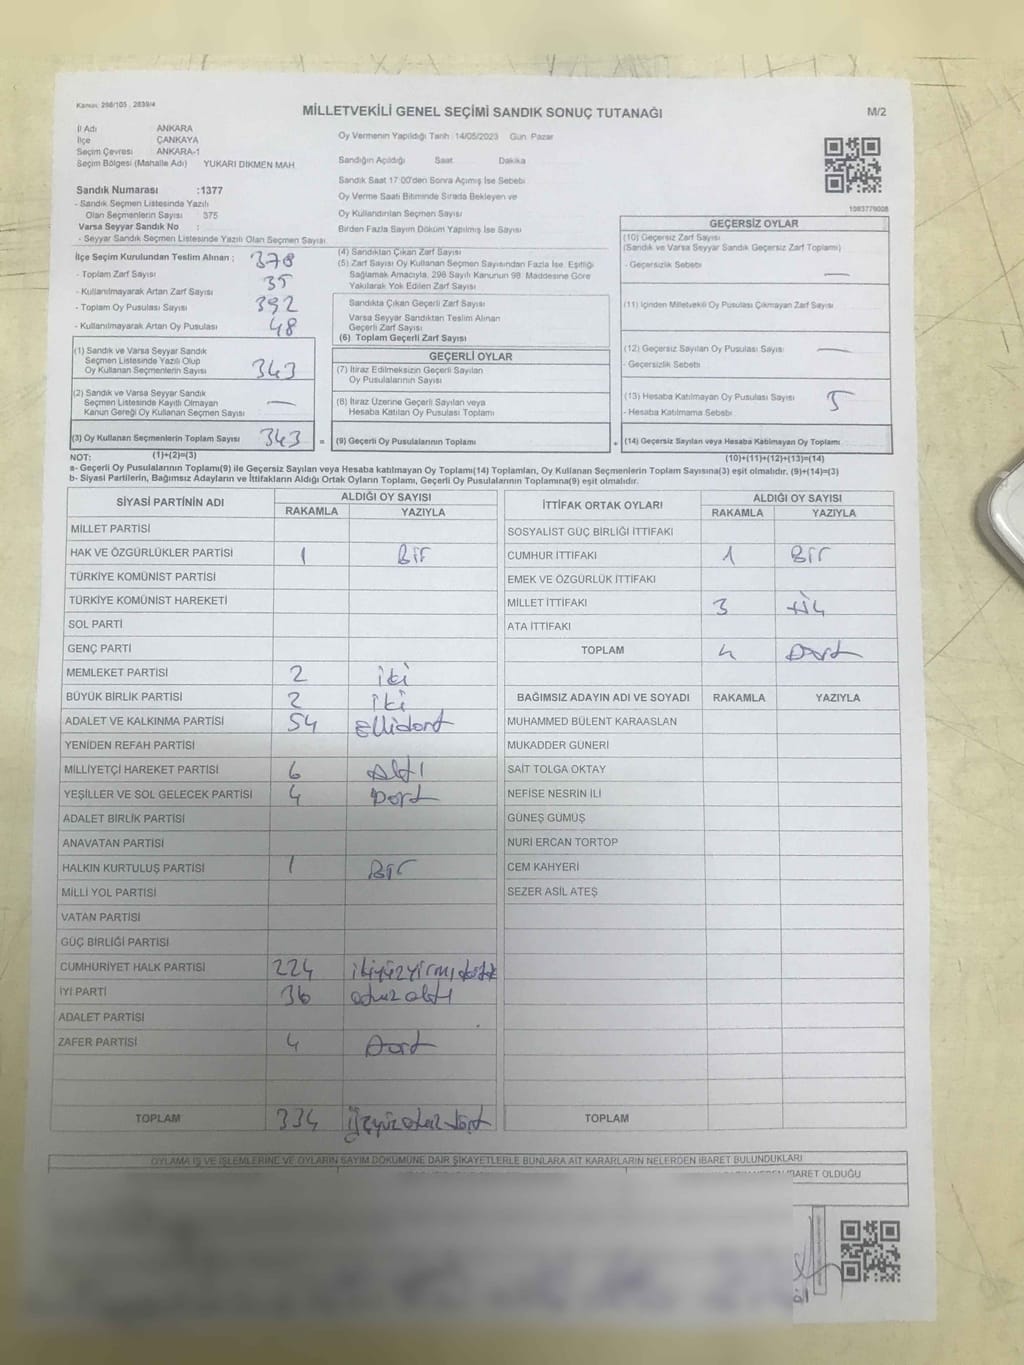 Kanun: 298/105 , 2839/4
MİLLETVEKİLİ GENEL SEÇİMİ SANDIK SONUÇ TUTANAĞI
M/2
İl Adı ANKARA
İlçe ÇANKAYA
Seçim Çevresi ANKARA-1
Seçim Bölgesi (Mahalle Adı) YUKARI DİKMEN MAH.
Oy Vermenin Yapıldığı Tarih 14/05/2023 Gün Pazar
Sandığın Açıldığı Saat Dakika
Sandık Saat 17:00'den Sonra Açımış İse Sebebi
Oy Verme Saati Bitiminde Sırada Bekleyen ve
Oy Kullandırılan Seçmen Sayısı
Birden Fazla Sayım Döküm Yapılmış İse Sayısı
Sandık Numarası :1377
- Sandık Seçmen Listesinde Yazılı
Olan Seçmenlerin Sayısı 375
Varsa Seyyar Sandık No :
- Seyyar Sandık Seçmen Listesinde Yazılı Olan Seçmen Sayısı
İlçe Seçim Kurulundan Teslim Alınan ; 378
- Toplam Zarf Sayısı
35
- Kullanılmayarak Artan Zarf Sayısı
- Toplam Oy Pusulası Sayısı 392
- Kullanılmayarak Artan Oy Pusulası 48
(1) Sandık ve Varsa Seyyar Sandık
Seçmen Listesinde Yazılı Olup
Oy Kullanan Seçmenlerin Sayısı 343
(2) Sandık ve Varsa Seyyar Sandık
Seçmen Listesinde Kayıtlı Olmayan
Kanun Gereği Oy Kullanan Seçmen Sayısı —
(3) Oy Kullanan Seçmenlerin Toplam Sayısı 343 =
(4) Sandıktan Çıkan Zarf Sayısı
(5) Zarf Sayısı Oy Kullanan Seçmen Sayısından Fazla İse, Eşitliği
Sağlamak Amacıyla, 298 Sayılı Kanunun 98. Maddesine Göre
Yakılarak Yok Edilen Zarf Sayısı
Sandıkta Çıkan Geçerli Zarf Sayısı
Varsa Seyyar Sandıktan Teslim Alınan
Geçerli Zarf Sayısı
(6) Toplam Geçerli Zarf Sayısı
GEÇERLİ OYLAR
(7) İtiraz Edilmeksizin Geçerli Sayılan
Oy Pusulalarının Sayısı
(8) İtiraz Üzerine Geçerli Sayılan veya
Hesaba Katılan Oy Pusulası Toplamı
(9) Geçerli Oy Pusulalarının Toplamı +
GEÇERSİZ OYLAR
(10) Geçersiz Zarf Sayısı
(Sandık ve Varsa Seyyar Sandık Geçersiz Zarf Toplamı)
- Geçersizlik Sebebi —
(11) İçinden Milletvekili Oy Pusulası Çıkmayan Zarf Sayısı
(12) Geçersiz Sayılan Oy Pusulası Sayısı —
- Geçersizlik Sebebi
(13) Hesaba Katılmayan Oy Pusulası Sayısı 5
- Hesaba Katılmama Sebebi
(14) Geçersiz Sayılan veya Hesaba Katılmayan Oy Toplamı
NOT: (1)+(2)=(3) (10)+(11)+(12)+(13)=(14)
a- Geçerli Oy Pusulalarının Toplamı(9) ile Geçersiz Sayılan veya Hesaba katılmayan Oy Toplamı(14) Toplamları, Oy Kullanan Seçmenlerin Toplam Sayısına(3) eşit olmalıdır. (9)+(14)=(3)
b- Siyasi Partilerin, Bağımsız Adayların ve İttifakların Aldığı Ortak Oyların Toplamı, Geçerli Oy Pusulalarının Toplamına(9) eşit olmalıdır.
SİYASİ PARTİNİN ADI ALDIĞI OY SAYISI
RAKAMLA YAZIYLA
MİLLET PARTİSİ
HAK VE ÖZGÜRLÜKLER PARTİSİ 1 Bir
TÜRKİYE KOMÜNİST PARTİSİ
TÜRKİYE KOMÜNİST HAREKETİ
SOL PARTİ
GENÇ PARTİ
MEMLEKET PARTİSİ 2 iki
BÜYÜK BİRLİK PARTİSİ 2 iki
ADALET VE KALKINMA PARTİSİ 54 Ellidört
YENİDEN REFAH PARTİSİ
MİLLİYETÇİ HAREKET PARTİSİ 6 Altı
YEŞİLLER VE SOL GELECEK PARTİSİ 4 Dört
ADALET BİRLİK PARTİSİ
ANAVATAN PARTİSİ
HALKIN KURTULUŞ PARTİSİ 1 Bir
MİLLİ YOL PARTİSİ
VATAN PARTİSİ
GÜÇ BİRLİĞİ PARTİSİ
CUMHURİYET HALK PARTİSİ 224 ikiyüzyirmidört
İYİ PARTİ 36 otuzaltı
ADALET PARTİSİ
ZAFER PARTİSİ 4 Dört
TOPLAM 334 Üçyüzotuzdört
İTTİFAK ORTAK OYLARI ALDIĞI OY SAYISI
RAKAMLA YAZIYLA
SOSYALİST GÜÇ BİRLİĞİ İTTİFAKI
CUMHUR İTTİFAKI 1 Bir
EMEK VE ÖZGÜRLÜK İTTİFAKI
MİLLET İTTİFAKI 3
ATA İTTİFAKI
TOPLAM 4 Dört
BAĞIMSIZ ADAYIN ADI VE SOYADI RAKAMLA YAZIYLA
MUHAMMED BÜLENT KARAASLAN
MUKADDER GÜNERİ
SAİT TOLGA OKTAY
NEFİSE NESRİN İLİ
GÜNEŞ GÜMÜŞ
NURİ ERCAN TORTOP
CEM KAHYERİ
SEZER ASİL ATEŞ
TOPLAM
OYLAMA İŞ VE İŞLEMLERİNE VE OYLARIN SAYIM DÖKÜMÜNE DAİR ŞİKAYETLERLE BUNLARA AİT KARARLARIN NELERDEN İBARET BULUNDUKLARI
İBARET OLDUĞU